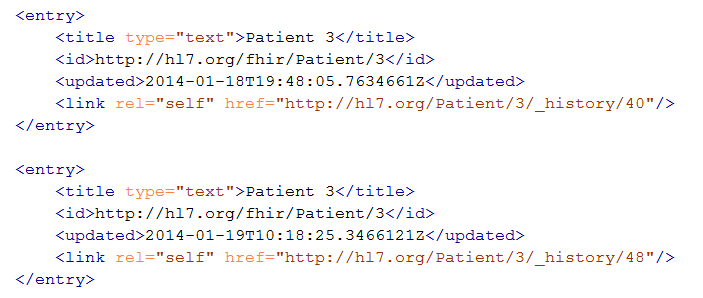 <entry>
<title type="text">Patient 3</title>
<id>http://hl7.org/fhir/Patient/3</id>
<updated>2014-01-18T19:48:05.7634661Z</updated>
<link rel="self" href="http://hl7.org/Patient/3/_history/40"/>
</entry>
<entry>
<title type="text">Patient 3</title>
<id>http://hl7.org/fhir/Patient/3</id>
<updated>2014-01-19T10:18:25.3466121Z</updated>
<link rel="self" href="http://hl7.org/Patient/3/_history/48"/>
</entry>